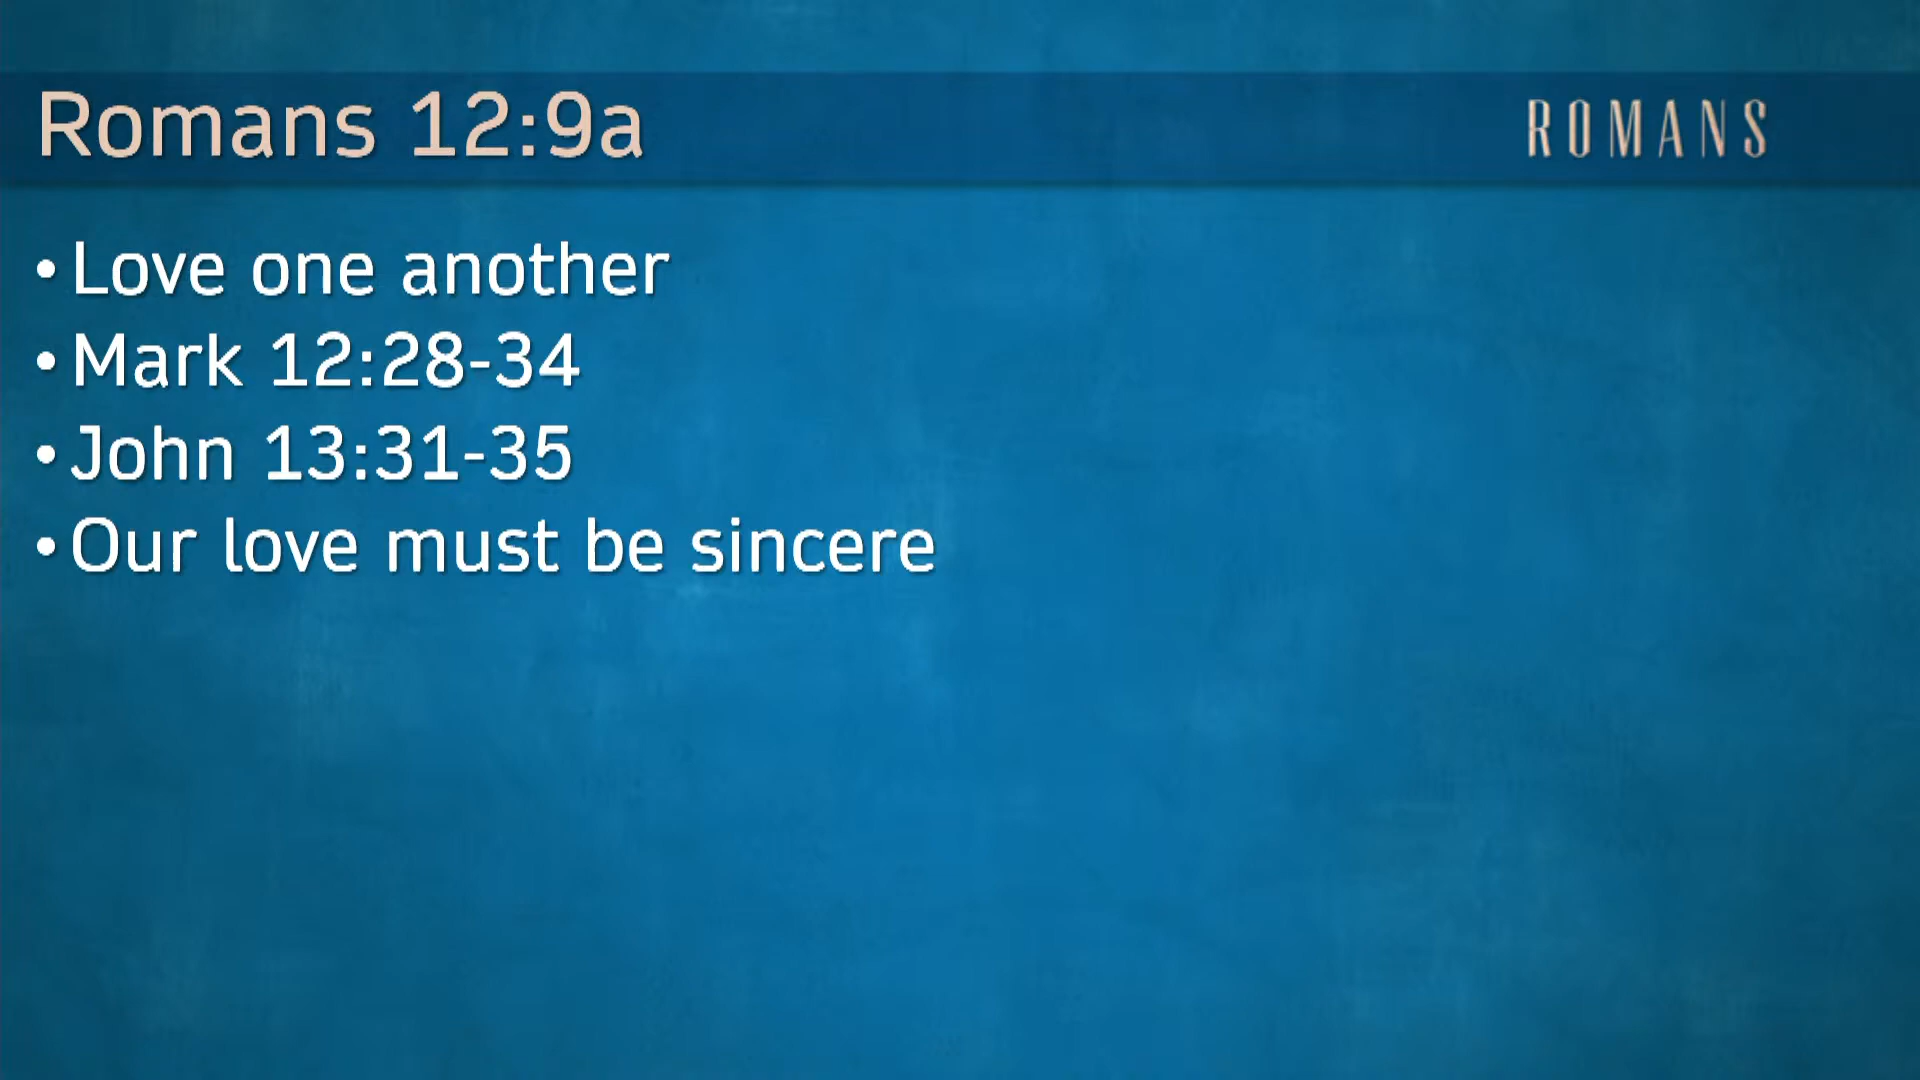 Romans 12:9a
ROMANS
• Love one another
• Mark 12:28-34
• John 13:31-35
• Our love must be sincere